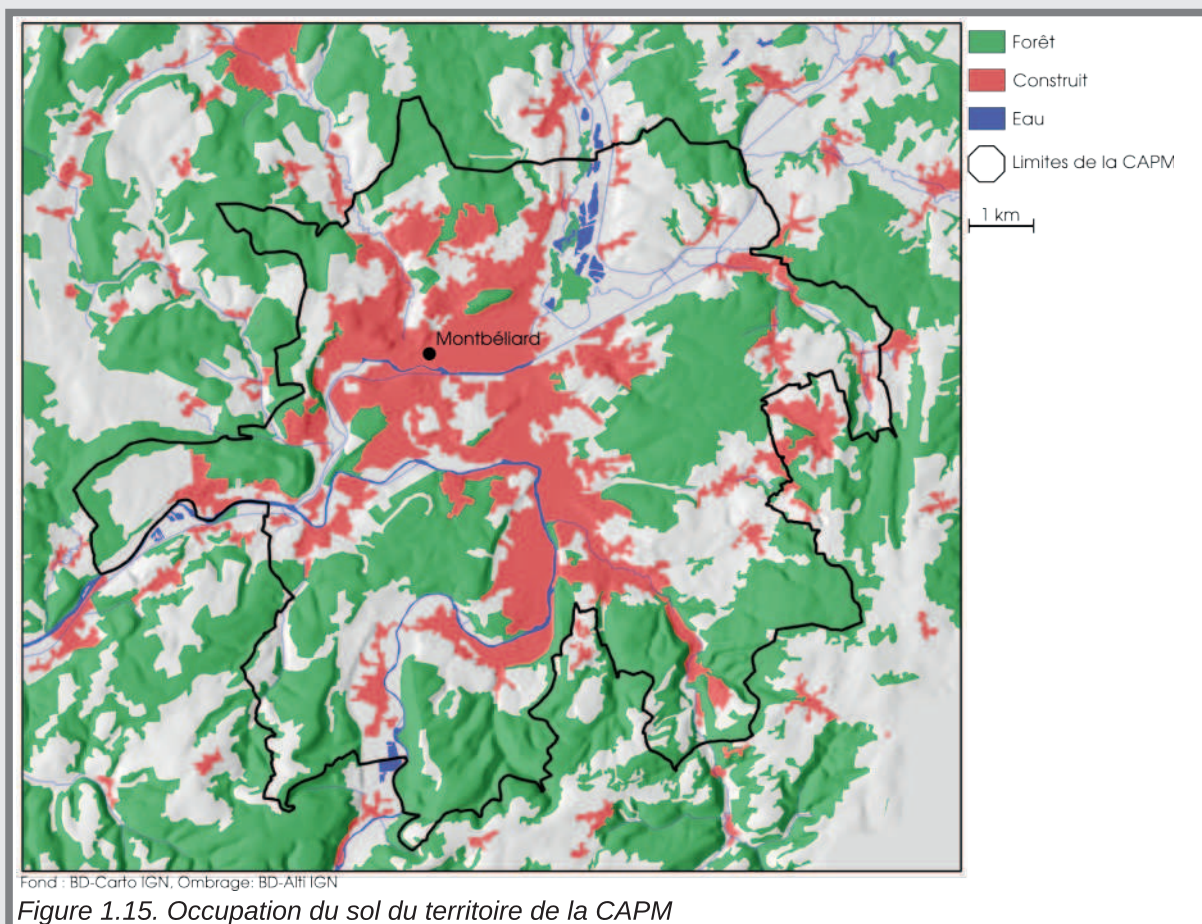 Forêt
Construit
Eau
Limites de la CAPM
1 km
Montbéliard
Fond : BD-Carto IGN, Ombrage: BD-Alti IGN
Figure 1.15. Occupation du sol du territoire de la CAPM